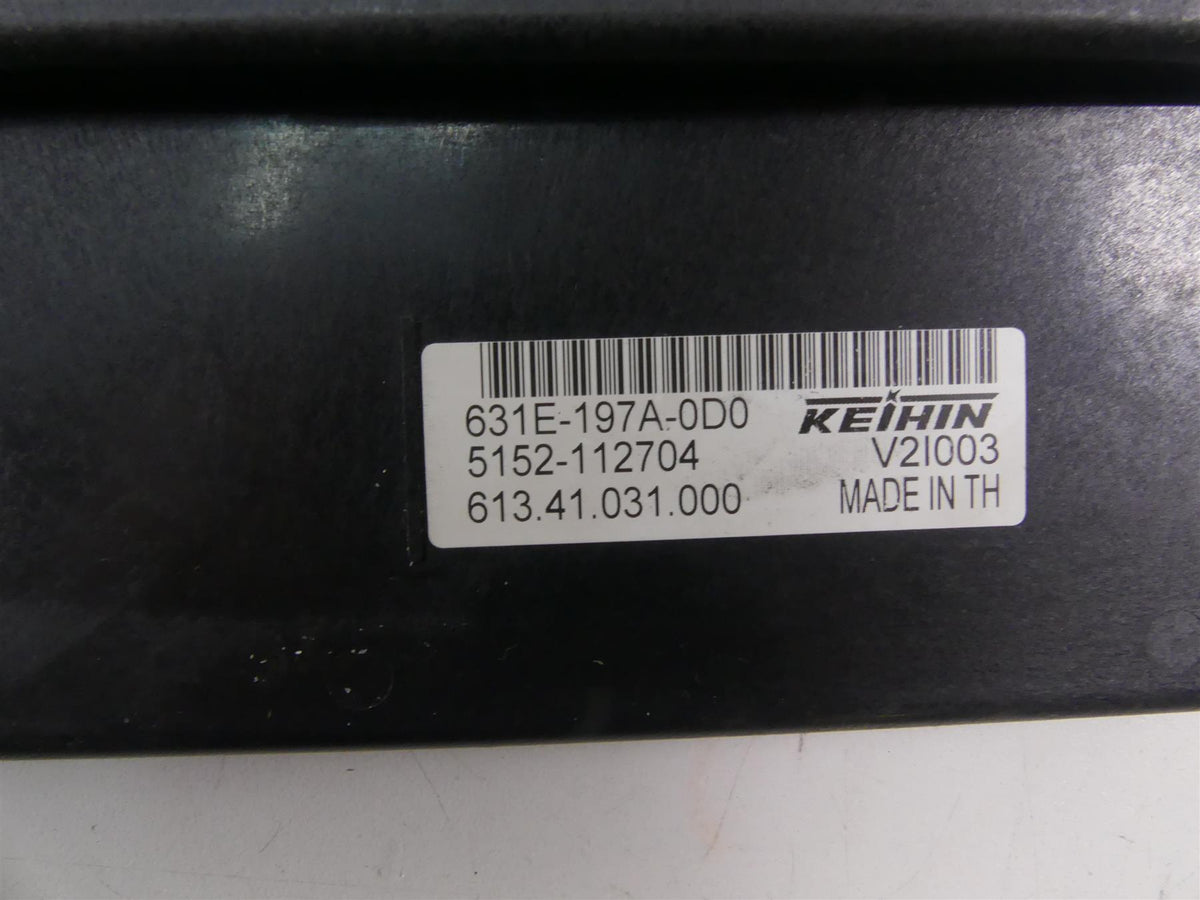 631E-197A-0D0 KEIHIN
5152-112704 V2I003
613.41.031.000 MADE IN TH